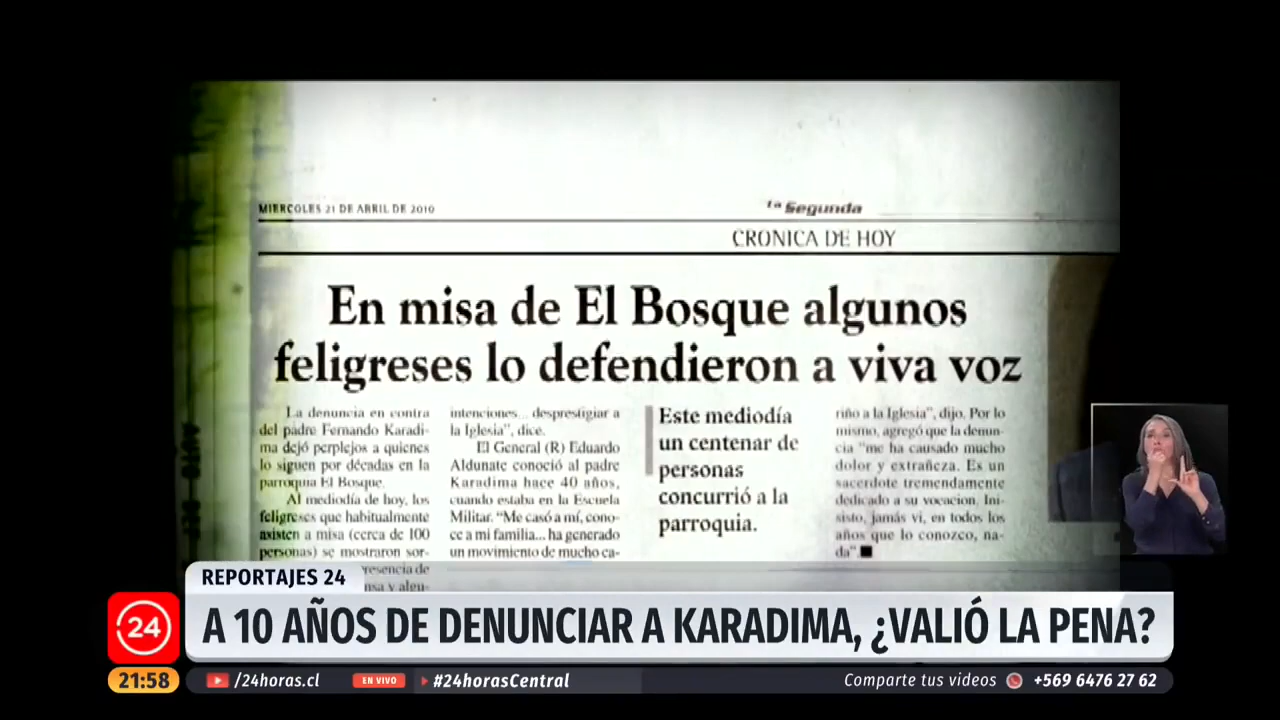 MIERCOLES 21 DE ABRIL DE 2010
La Segunda
CRONICA DE HOY
En misa de El Bosque algunos
feligreses lo defendieron a viva voz
La denuncia en contra
del padre Fernando Karadi-
ma dejó perplejos a quienes
lo siguen por décadas en la
parroquia El Bosque.
Al mediodía de hoy, los
feligreses que habitualmente
asisten a misa (cerca de 100
personas) se mostraron sor-
resencia de
nsa y algu-
intenciones... desprestigiar a
la Iglesia", dice.
El General (R) Eduardo
Aldunate conoció al padre
Karadima hace 40 años,
cuando estaba en la Escuela
Militar. "Me casó a mí, cono-
ce a mi familia... ha generado
un movimiento de mucho ca-
Este mediodía
un centenar de
personas
concurrió a la
parroquia.
riño a la Iglesia", dijo. Por lo
mismo, agregó que la denun-
cia "me ha causado mucho
dolor y extrañeza. Es un
sacerdote tremendamente
dedicado a su vocacion. Ini-
sisto, jamás vi, en todos los
años que lo conozco, na-
da".
REPORTAJES 24
24
A 10 AÑOS DE DENUNCIAR A KARADIMA, ¿VALIÓ LA PENA?
21:58
/24horas.cl
EN VIVO
#24horasCentral
Comparte tus videos
+569 6476 27 62